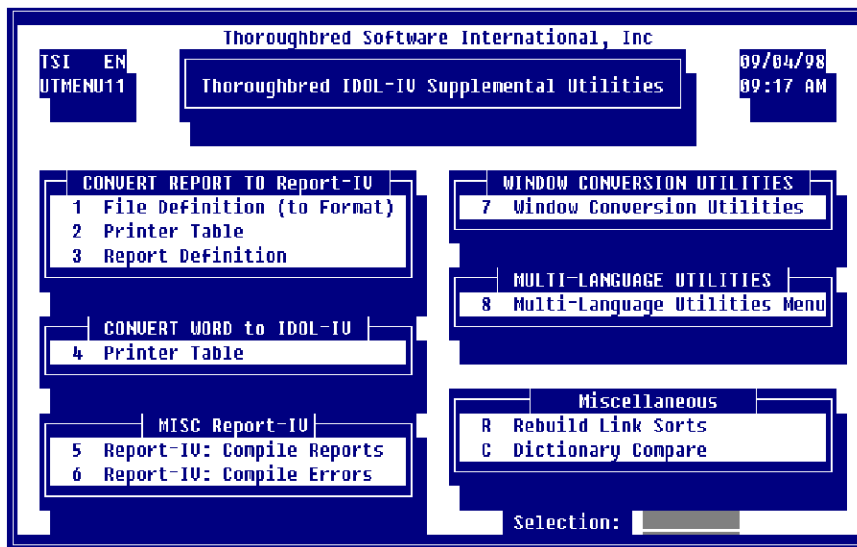 Thoroughbred Software International, Inc
TSI EN
UTMENU11
Thoroughbred IDOL-IV Supplemental Utilities
09/04/98
09:17 AM
CONVERT REPORT TO Report-IV
1 File Definition (to Format)
2 Printer Table
3 Report Definition
CONVERT WORD to IDOL-IV
4 Printer Table
MISC Report-IV
5 Report-IV: Compile Reports
6 Report-IV: Compile Errors
WINDOW CONVERSION UTILITIES
7 Window Conversion Utilities
MULTI-LANGUAGE UTILITIES
8 Multi-Language Utilities Menu
Miscellaneous
R Rebuild Link Sorts
C Dictionary Compare
Selection: